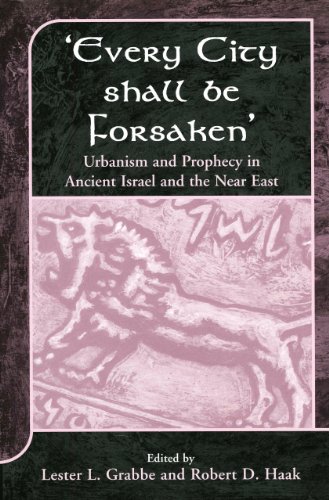 'Every City
shall be
Forsaken'
Urbanism and Prophecy in
Ancient Israel and the Near East
Edited by
Lester L. Grabbe and Robert D. Haak